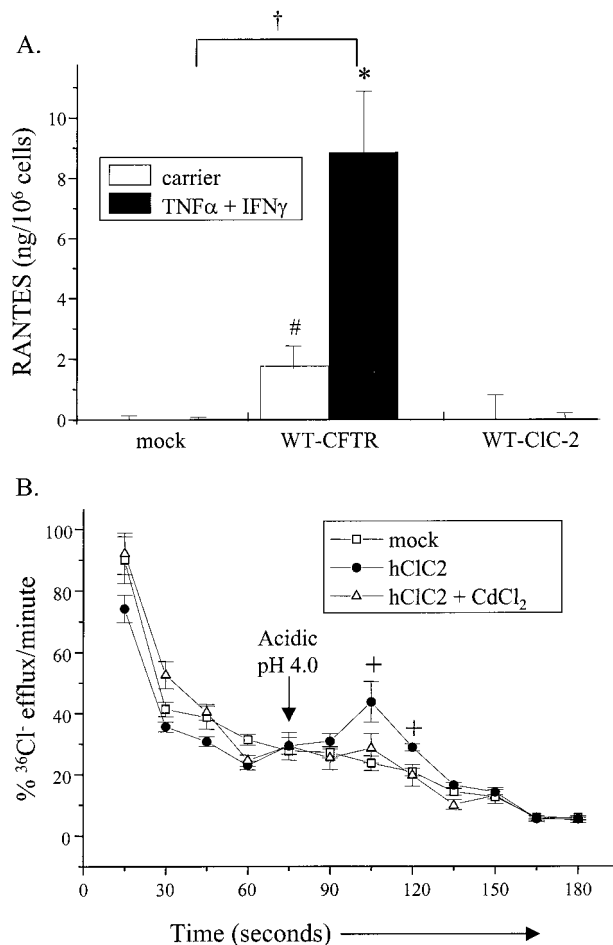 A.
†
*
#
RANTES (ng/10⁶ cells)
10
8
6
4
2
0
carrier
TNFα + IFNγ
mock WT-CFTR WT-ClC-2
B.
% ³⁶Cl⁻ efflux/minute
100
80
60
40
20
0
mock
hClC2
hClC2 + CdCl₂
Acidic
pH 4.0
+
+
0 30 60 90 120 150 180
Time (seconds)